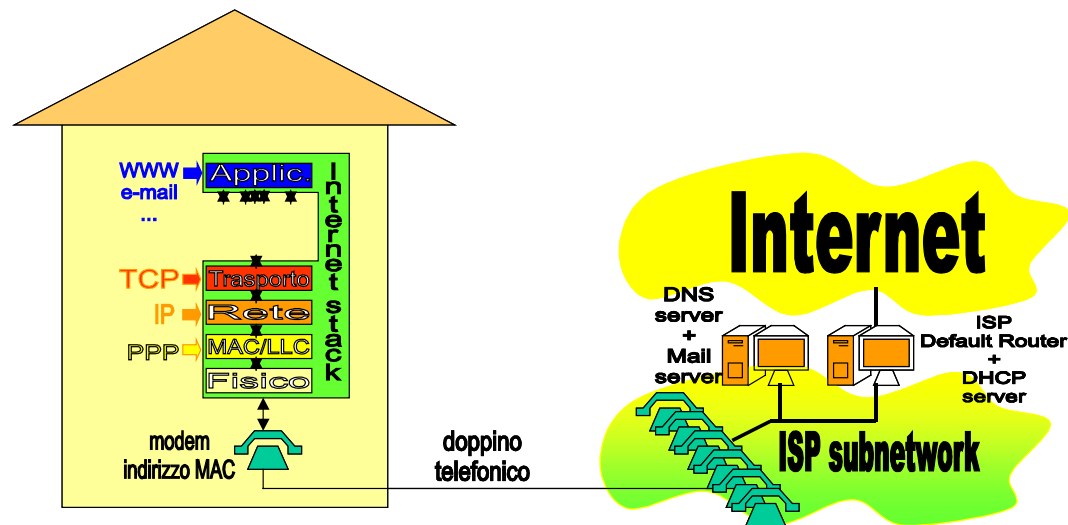 WWW
e-mail
...
Applic.
Internet stack
TCP
Trasporto
IP
Rete
PPP
MAC/LLC
Fisico
modem
indirizzo MAC
doppino
telefonico
Internet
DNS
server
+
Mail
server
ISP
Default Router
+
DHCP
server
ISP subnetwork